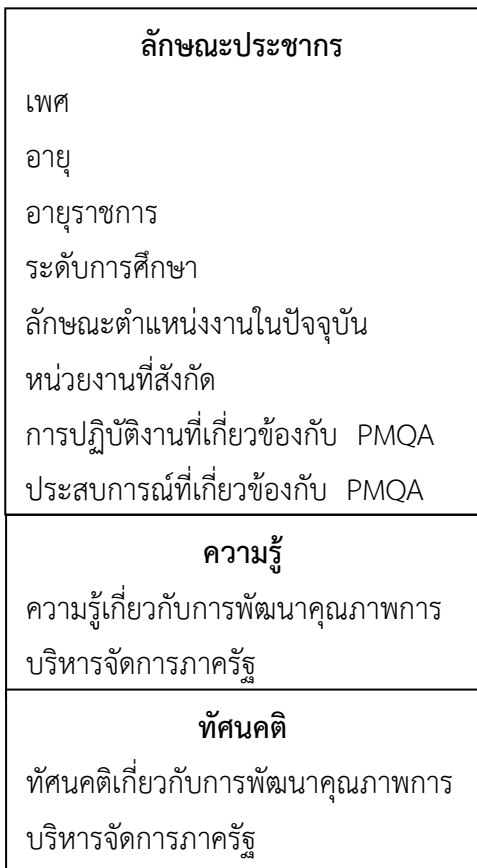 ลักษณะประชากร
เพศ
อายุ
อายุราชการ
ระดับการศึกษา
ลักษณะตำแหน่งงานในปัจจุบัน
หน่วยงานที่สังกัด
การปฏิบัติงานที่เกี่ยวข้องกับ PMQA
ประสบการณ์ที่เกี่ยวข้องกับ PMQA
ความรู้
ความรู้เกี่ยวกับการพัฒนาคุณภาพการ
บริหารจัดการภาครัฐ
ทัศนคติ
ทัศนคติเกี่ยวกับการพัฒนาคุณภาพการ
บริหารจัดการภาครัฐ